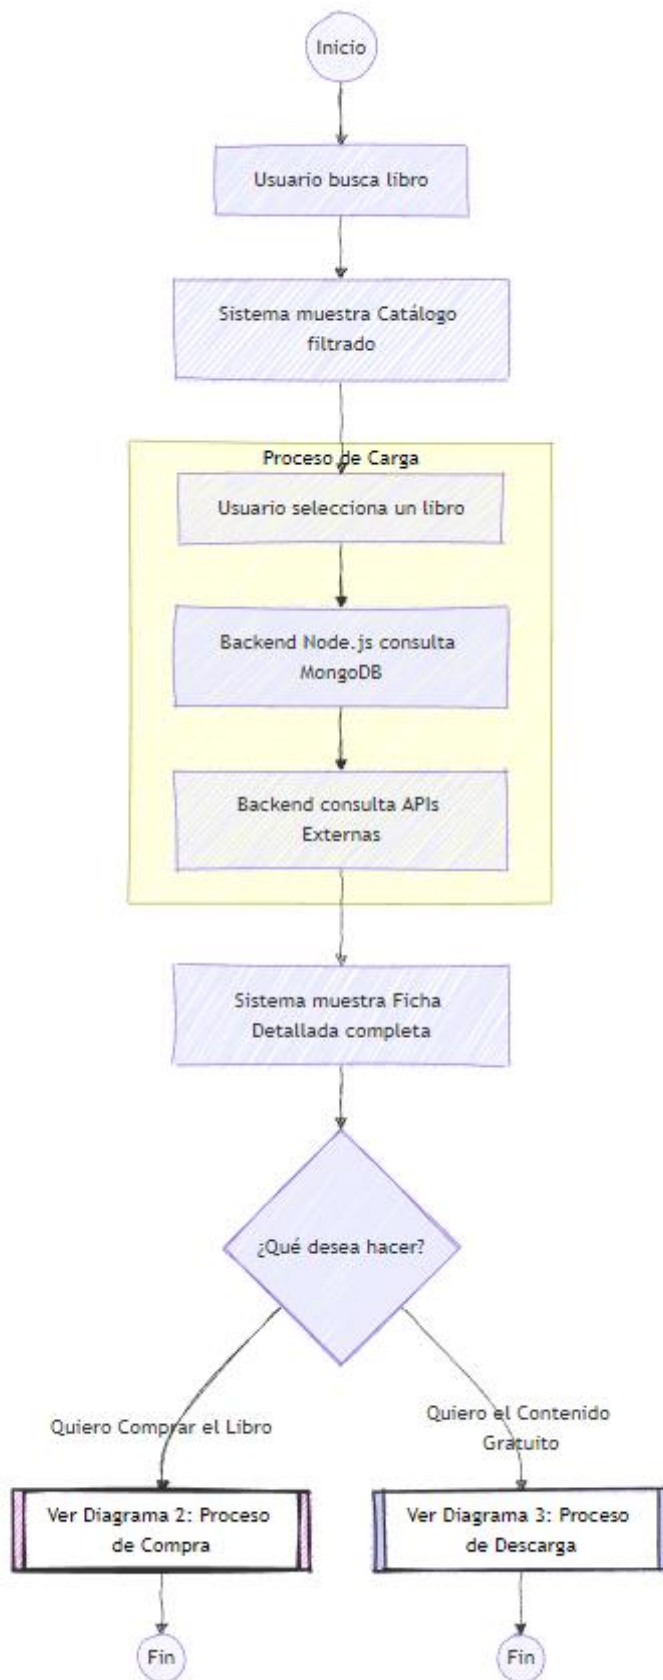 Inicio
Usuario busca libro
Sistema muestra Catálogo
filtrado
Proceso de Carga
Usuario selecciona un libro
Backend Node.js consulta
MongoDB
Backend consulta APIs
Externas
Sistema muestra Ficha
Detallada completa
¿Qué desea hacer?
Quiero Comprar el Libro
Quiero el Contenido
Gratuito
Ver Diagrama 2: Proceso
de Compra
Ver Diagrama 3: Proceso
de Descarga
Fin
Fin